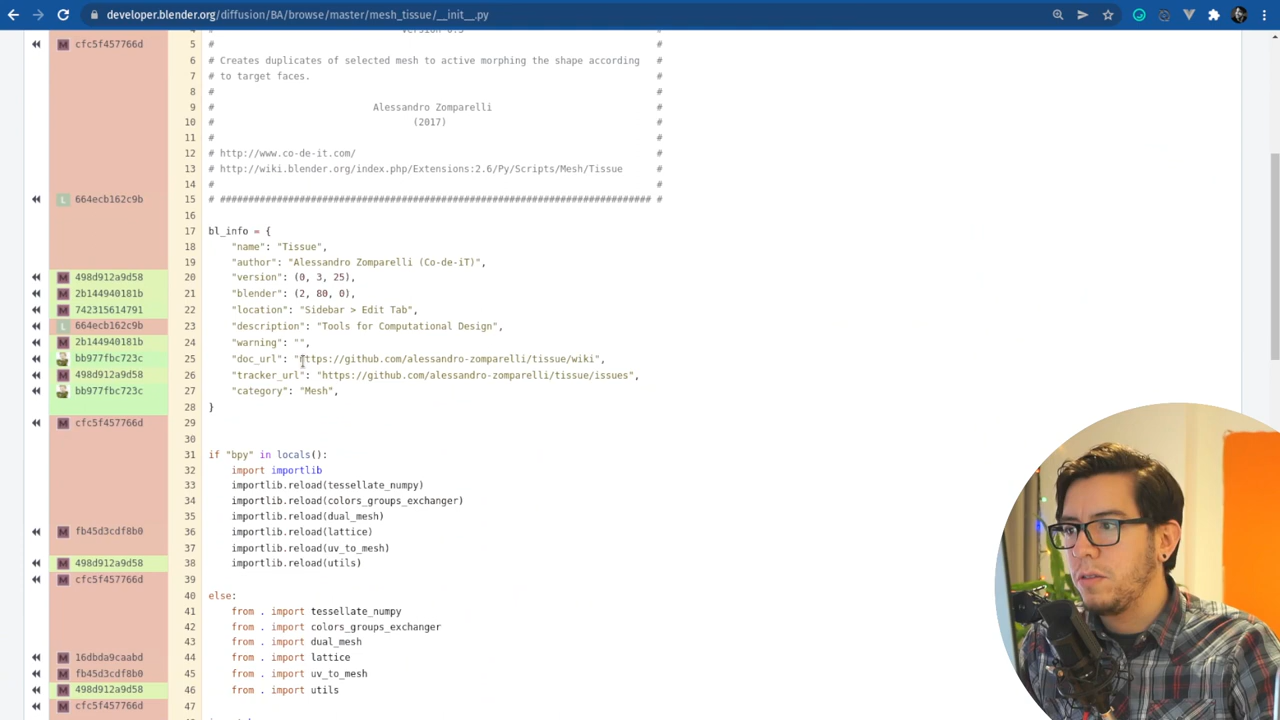 developer.blender.org/diffusion/BA/browse/master/mesh_tissue/__init__.py
cfc5f457766d 5 # #
6 # Creates duplicates of selected mesh to active morphing the shape according #
7 # to target faces. #
8 # #
9 # Alessandro Zomparelli #
10 # (2017) #
11 # #
12 # http://www.co-de-it.com/ #
13 # http://wiki.blender.org/index.php/Extensions:2.6/Py/Scripts/Mesh/Tissue #
14 # #
L 664ecb162c9b 15 # ############################################################################ #
16
17 bl_info = {
18 "name": "Tissue",
19 "author": "Alessandro Zomparelli (Co-de-iT)",
M 498d912a9d58 20 "version": (0, 3, 25),
M 2b144940181b 21 "blender": (2, 80, 0),
M 742315614791 22 "location": "Sidebar > Edit Tab",
L 664ecb162c9b 23 "description": "Tools for Computational Design",
M 2b144940181b 24 "warning": "",
bb977fbc723c 25 "doc_url": "https://github.com/alessandro-zomparelli/tissue/wiki",
M 498d912a9d58 26 "tracker_url": "https://github.com/alessandro-zomparelli/tissue/issues",
bb977fbc723c 27 "category": "Mesh",
28 }
M cfc5f457766d 29
30
31 if "bpy" in locals():
32 import importlib
33 importlib.reload(tessellate_numpy)
34 importlib.reload(colors_groups_exchanger)
35 importlib.reload(dual_mesh)
M fb45d3cdf8b0 36 importlib.reload(lattice)
37 importlib.reload(uv_to_mesh)
M 498d912a9d58 38 importlib.reload(utils)
M cfc5f457766d 39
40 else:
41 from . import tessellate_numpy
42 from . import colors_groups_exchanger
43 from . import dual_mesh
M 16dbda9caabd 44 from . import lattice
M fb45d3cdf8b0 45 from . import uv_to_mesh
M 498d912a9d58 46 from . import utils
M cfc5f457766d 47